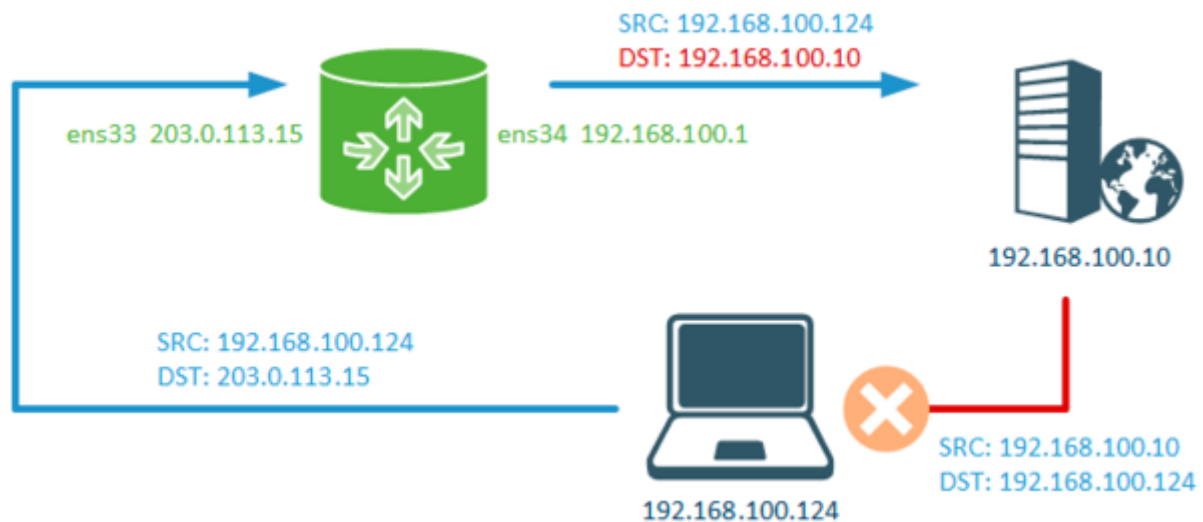 SRC: 192.168.100.124
DST: 192.168.100.10
ens33 203.0.113.15
ens34 192.168.100.1
192.168.100.10
SRC: 192.168.100.124
DST: 203.0.113.15
SRC: 192.168.100.10
DST: 192.168.100.124
192.168.100.124